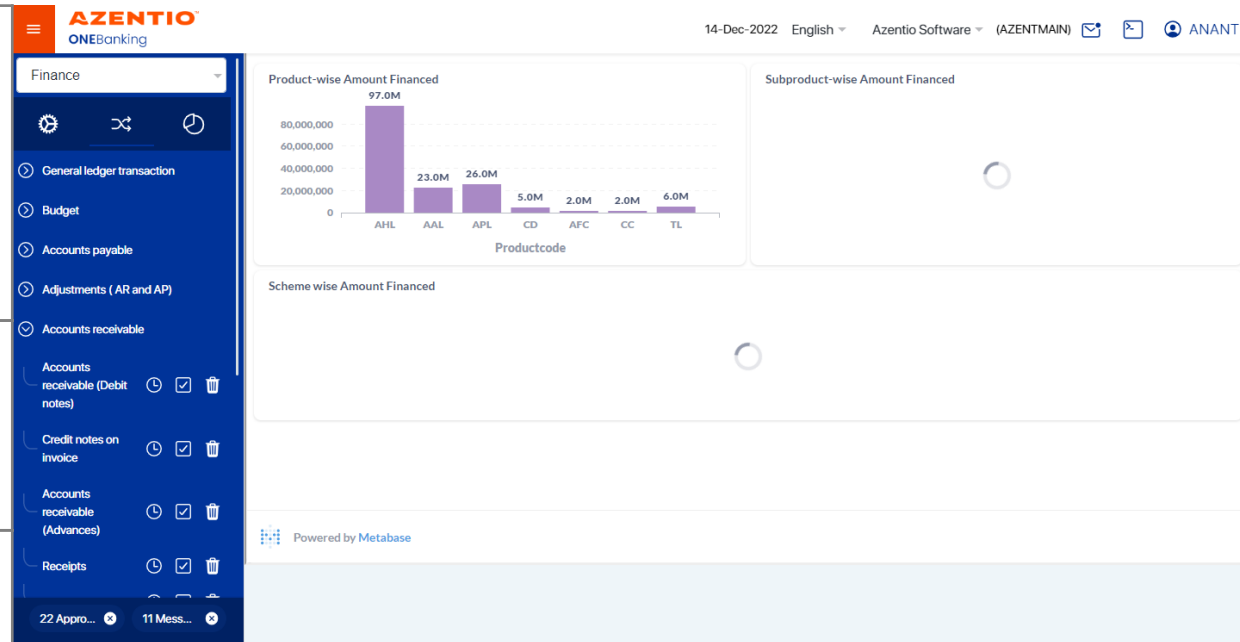 AZENTIO
ONEBanking
14-Dec-2022 English Azentio Software (AZENTMAIN) ANANT
Finance
General ledger transaction
Budget
Accounts payable
Adjustments ( AR and AP)
Accounts receivable
Accounts
receivable (Debit
notes)
Credit notes on
invoice
Accounts
receivable
(Advances)
Receipts
22 Appro...
11 Mess...
Product-wise Amount Financed
97.0M
80,000,000
60,000,000
40,000,000
20,000,000
0
23.0M
26.0M
5.0M
2.0M
2.0M
6.0M
AHL AAL APL CD AFC CC TL
Productcode
Subproduct-wise Amount Financed
Scheme wise Amount Financed
Powered by Metabase